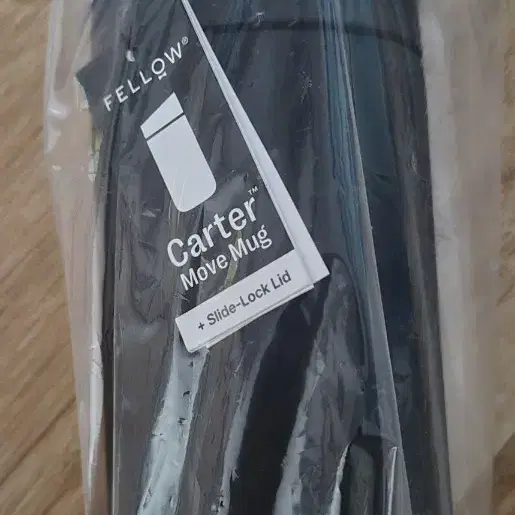 FELLOW®
Carter™
Move Mug
+ Slide-Lock Lid